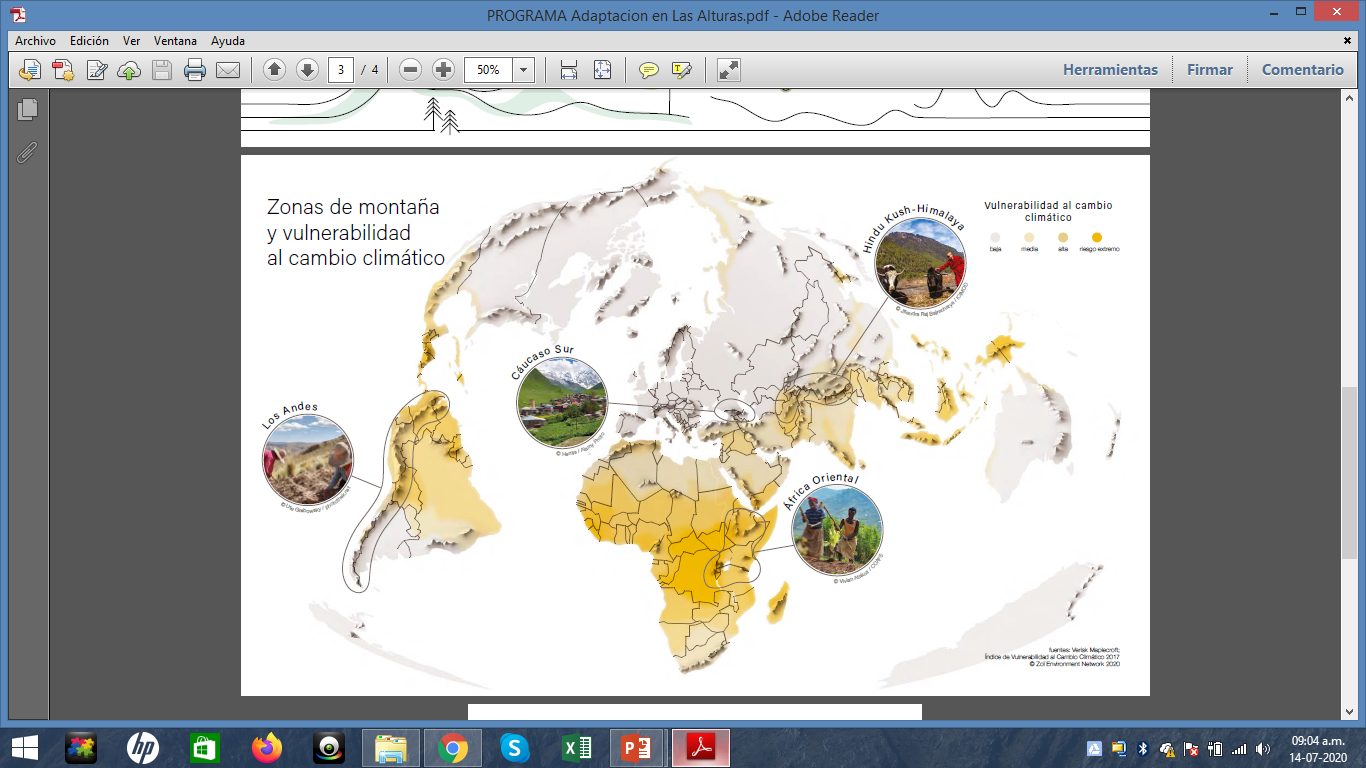 PROGRAMA Adaptacion en Las Alturas.pdf - Adobe Reader
Archivo Edición Ver Ventana Ayuda
3 / 4
50%
Herramientas Firmar Comentario
Zonas de montaña
y vulnerabilidad
al cambio climático
Vulnerabilidad al cambio
climático
baja media alta riesgo extremo
Hindu Kush-Himalaya
Cáucaso Sur
Los Andes
África Oriental
fuentes: Verisk Maplecroft;
Índice de Vulnerabilidad al Cambio Climático 2017
© Zoï Environment Network 2020
09:04 a.m.
14-07-2020